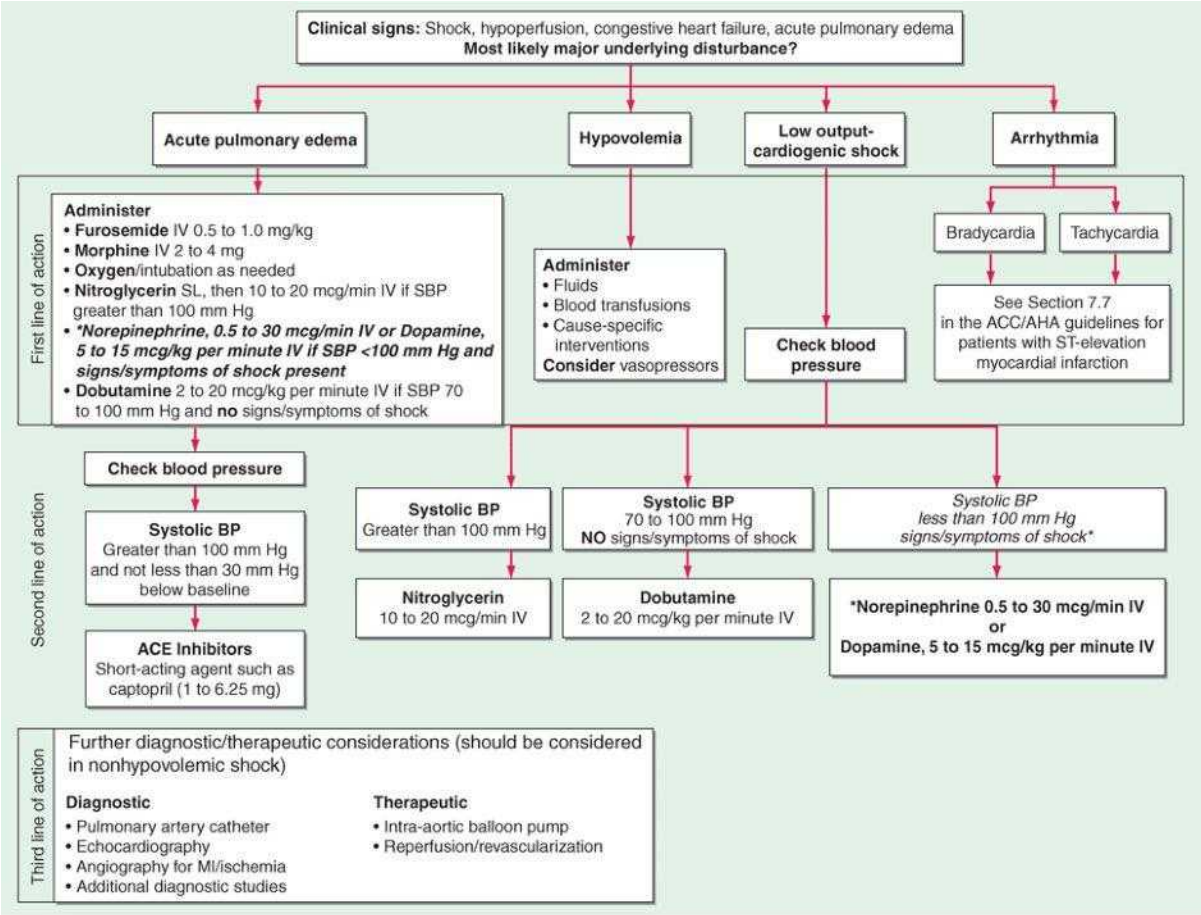 Clinical signs: Shock, hypoperfusion, congestive heart failure, acute pulmonary edema
Most likely major underlying disturbance?
Acute pulmonary edema
Hypovolemia
Low output-
cardiogenic shock
Arrhythmia
First line of action
Administer
• Furosemide IV 0.5 to 1.0 mg/kg
• Morphine IV 2 to 4 mg
• Oxygen/intubation as needed
• Nitroglycerin SL, then 10 to 20 mcg/min IV if SBP
greater than 100 mm Hg
• *Norepinephrine, 0.5 to 30 mcg/min IV or Dopamine,
5 to 15 mcg/kg per minute IV if SBP <100 mm Hg and
signs/symptoms of shock present
• Dobutamine 2 to 20 mcg/kg per minute IV if SBP 70
to 100 mm Hg and no signs/symptoms of shock
Administer
• Fluids
• Blood transfusions
• Cause-specific
interventions
Consider vasopressors
Check blood
pressure
Bradycardia
Tachycardia
See Section 7.7
in the ACC/AHA guidelines for
patients with ST-elevation
myocardial infarction
Second line of action
Check blood pressure
Systolic BP
Greater than 100 mm Hg
and not less than 30 mm Hg
below baseline
ACE Inhibitors
Short-acting agent such as
captopril (1 to 6.25 mg)
Systolic BP
Greater than 100 mm Hg
Nitroglycerin
10 to 20 mcg/min IV
Systolic BP
70 to 100 mm Hg
NO signs/symptoms of shock
Dobutamine
2 to 20 mcg/kg per minute IV
Systolic BP
less than 100 mm Hg
signs/symptoms of shock*
*Norepinephrine 0.5 to 30 mcg/min IV
or
Dopamine, 5 to 15 mcg/kg per minute IV
Third line of action
Further diagnostic/therapeutic considerations (should be considered
in nonhypovolemic shock)
Diagnostic
• Pulmonary artery catheter
• Echocardiography
• Angiography for MI/ischemia
• Additional diagnostic studies
Therapeutic
• Intra-aortic balloon pump
• Reperfusion/revascularization